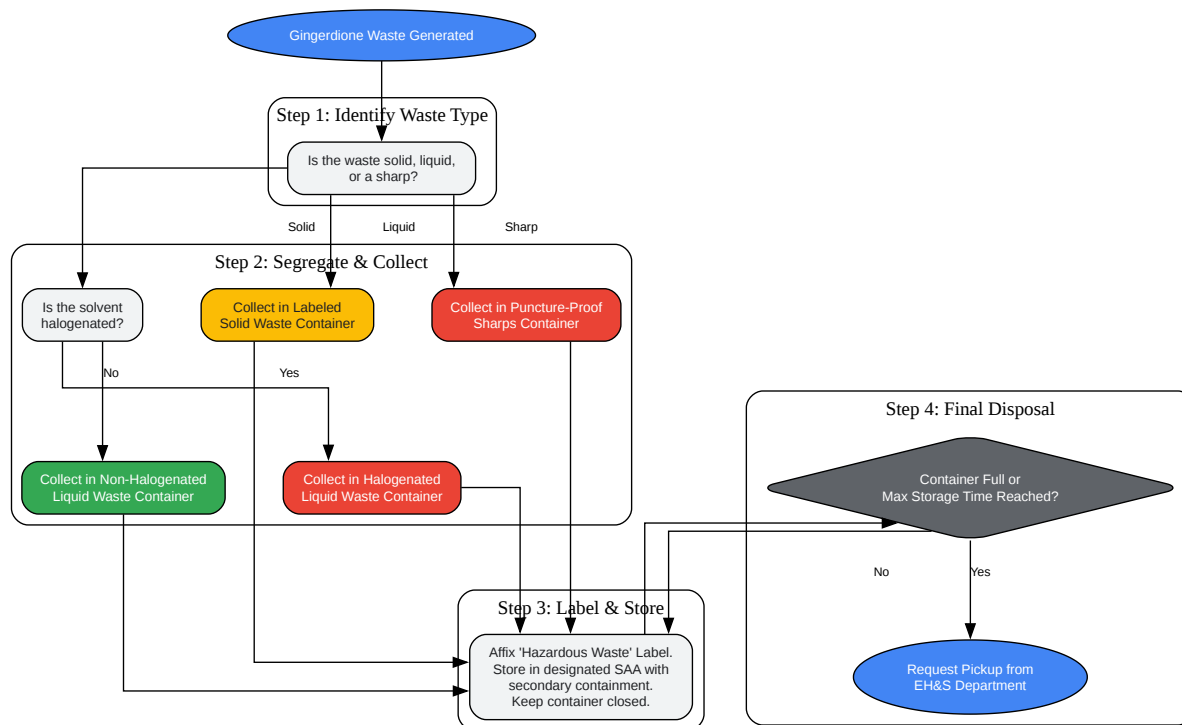 Gingerdione Waste Generated
Step 1: Identify Waste Type
Is the waste solid, liquid,
or a sharp?
Solid
Liquid
Sharp
Step 2: Segregate & Collect
Is the solvent
halogenated?
Collect in Labeled
Solid Waste Container
Collect in Puncture-Proof
Sharps Container
No
Yes
Collect in Non-Halogenated
Liquid Waste Container
Collect in Halogenated
Liquid Waste Container
Step 3: Label & Store
Affix 'Hazardous Waste' Label.
Store in designated SAA with
secondary containment.
Keep container closed.
Step 4: Final Disposal
Container Full or
Max Storage Time Reached?
No
Yes
Request Pickup from
EH&S Department